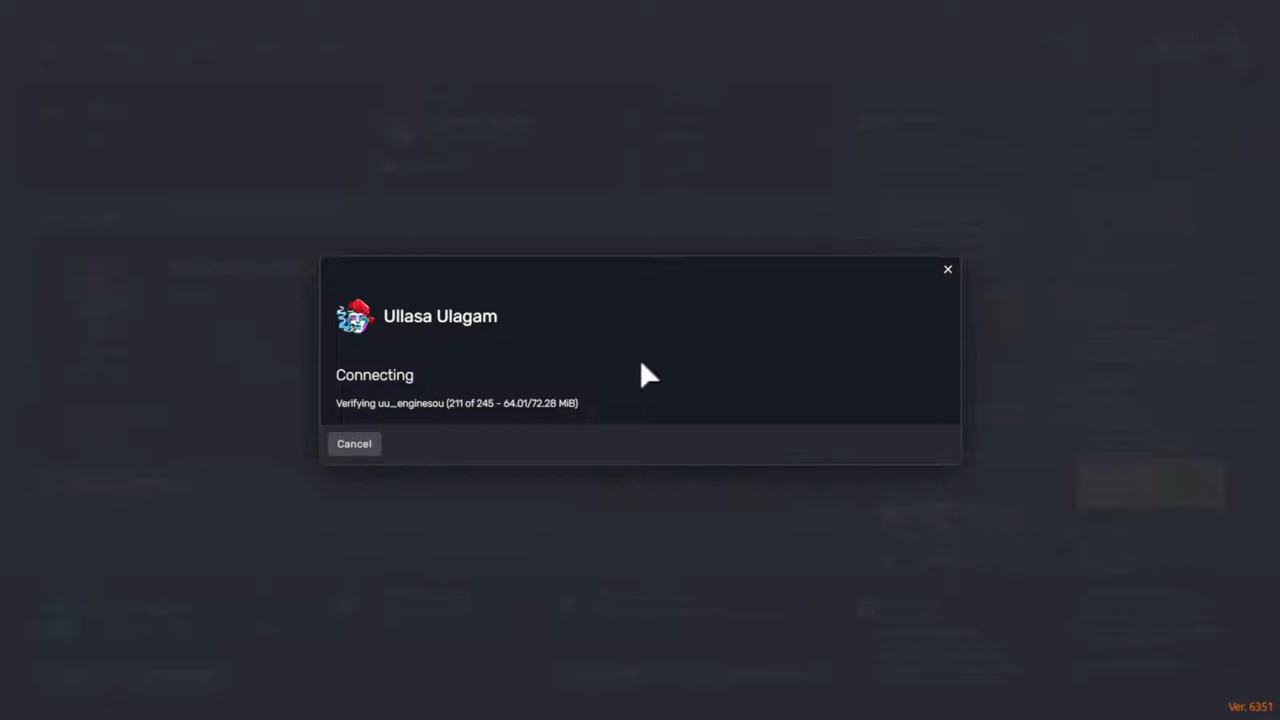 Ullasa Ulagam
Connecting
Verifying uu_enginesou (211 of 245 - 64.01/72.28 MiB)
Cancel
Ver. 6351